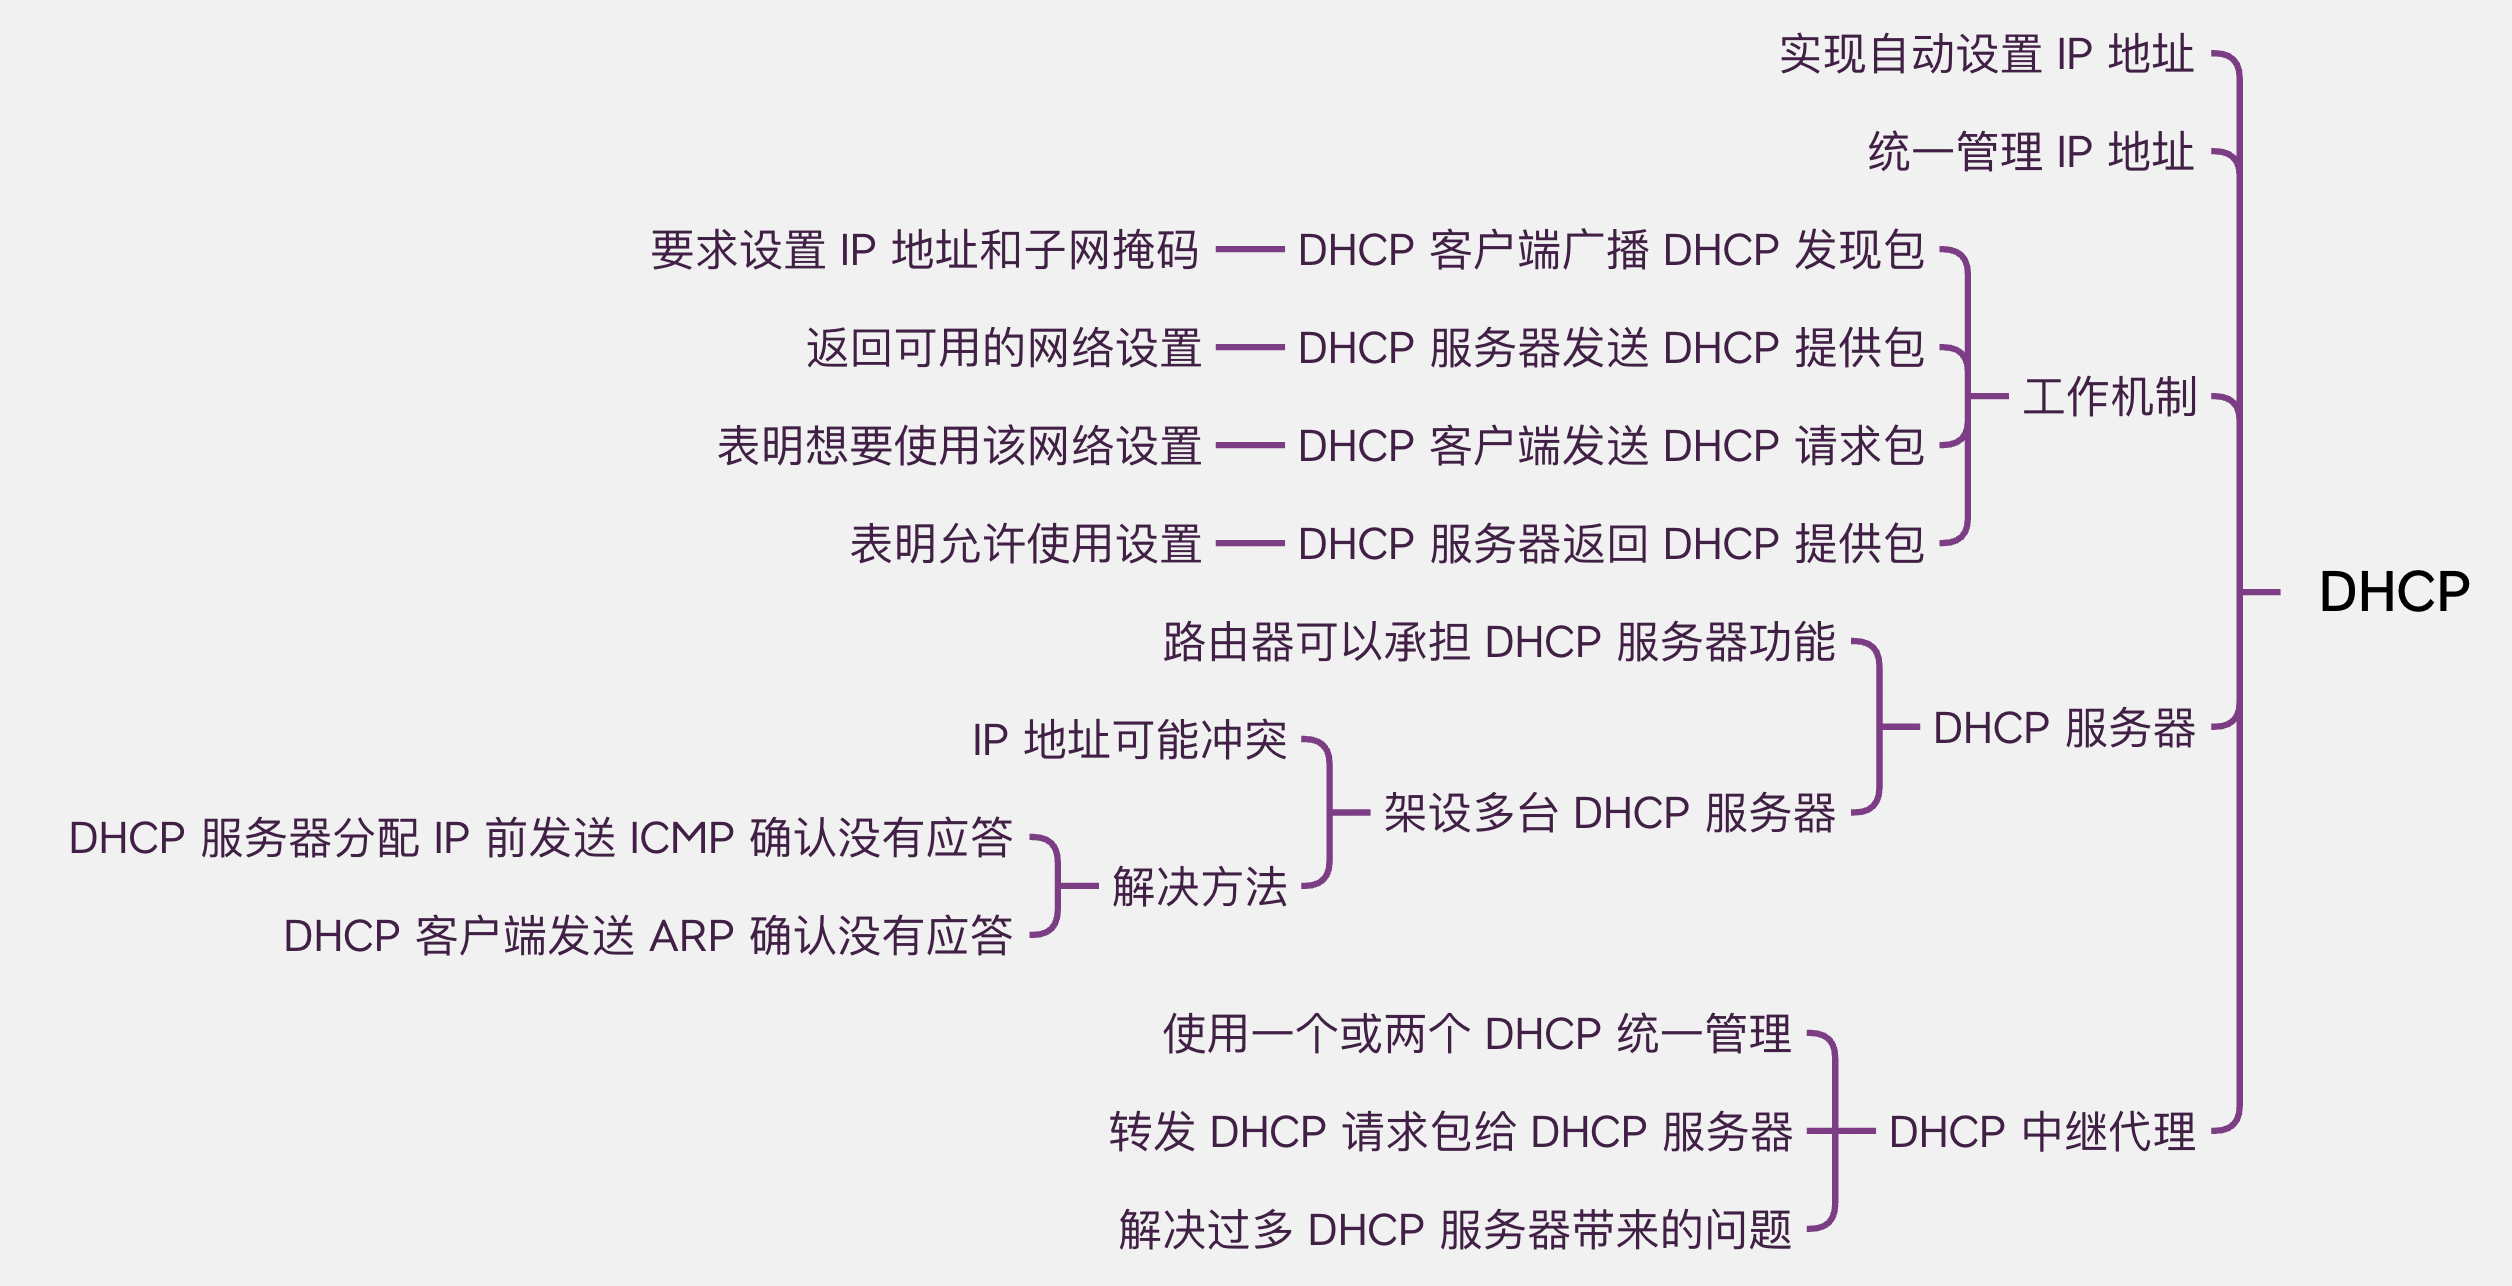 实现自动设置 IP 地址
统一管理 IP 地址
要求设置 IP 地址和子网掩码
DHCP 客户端广播 DHCP 发现包
返回可用的网络设置
DHCP 服务器发送 DHCP 提供包
工作机制
表明想要使用该网络设置
DHCP 客户端发送 DHCP 请求包
表明允许使用设置
DHCP 服务器返回 DHCP 提供包
DHCP
路由器可以承担 DHCP 服务器功能
DHCP 服务器
IP 地址可能冲突
架设多台 DHCP 服务器
DHCP 服务器分配 IP 前发送 ICMP 确认没有应答
解决方法
DHCP 客户端发送 ARP 确认没有应答
使用一个或两个 DHCP 统一管理
转发 DHCP 请求包给 DHCP 服务器
DHCP 中继代理
解决过多 DHCP 服务器带来的问题